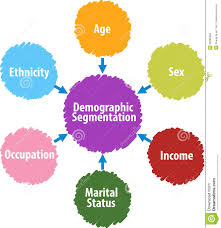 Age
Ethnicity
Sex
Demographic
Segmentation
Occupation
Income
Marital
Status